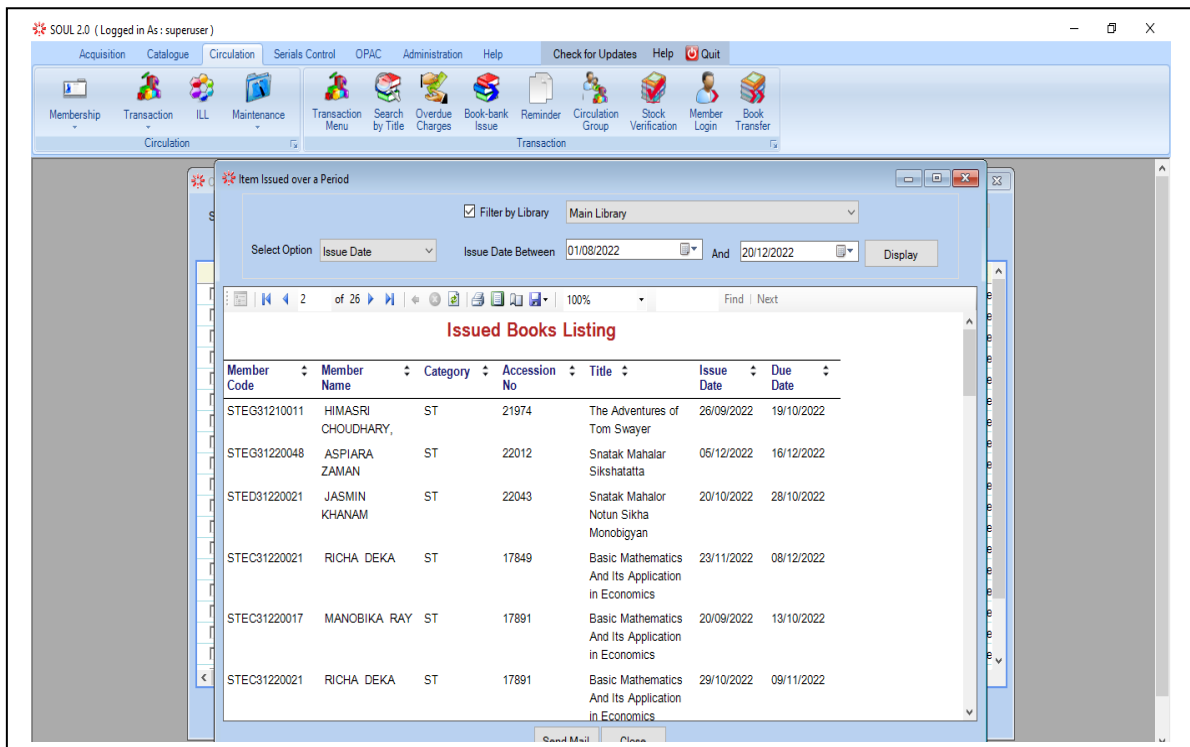 SOUL 2.0 ( Logged in As : superuser )
Acquisition Catalogue Circulation Serials Control OPAC Administration Help Check for Updates Help Quit
Membership Transaction ILL Maintenance Transaction Menu Search by Title Overdue Charges Book-bank Issue Reminder Circulation Group Stock Verification Member Login Book Transfer
Circulation Transaction
Item Issued over a Period
Filter by Library Main Library
Select Option Issue Date Issue Date Between 01/08/2022 And 20/12/2022 Display
2 of 26 100% Find | Next
Issued Books Listing
Member Member Category Accession Title Issue Due
Code Name No Date Date
STEG31210011 HIMASRI ST 21974 The Adventures of 26/09/2022 19/10/2022
CHOUDHARY, Tom Swayer
STEG31220048 ASPIARA ST 22012 Snatak Mahalar 05/12/2022 16/12/2022
ZAMAN Sikshatatta
STED31220021 JASMIN ST 22043 Snatak Mahalor 20/10/2022 28/10/2022
KHANAM Notun Sikha
Monobigyan
STEC31220021 RICHA DEKA ST 17849 Basic Mathematics 23/11/2022 08/12/2022
And Its Application
in Economics
STEC31220017 MANOBIKA RAY ST 17891 Basic Mathematics 20/09/2022 13/10/2022
And Its Application
in Economics
STEC31220021 RICHA DEKA ST 17891 Basic Mathematics 29/10/2022 09/11/2022
And Its Application
in Economics
Send Mail Close